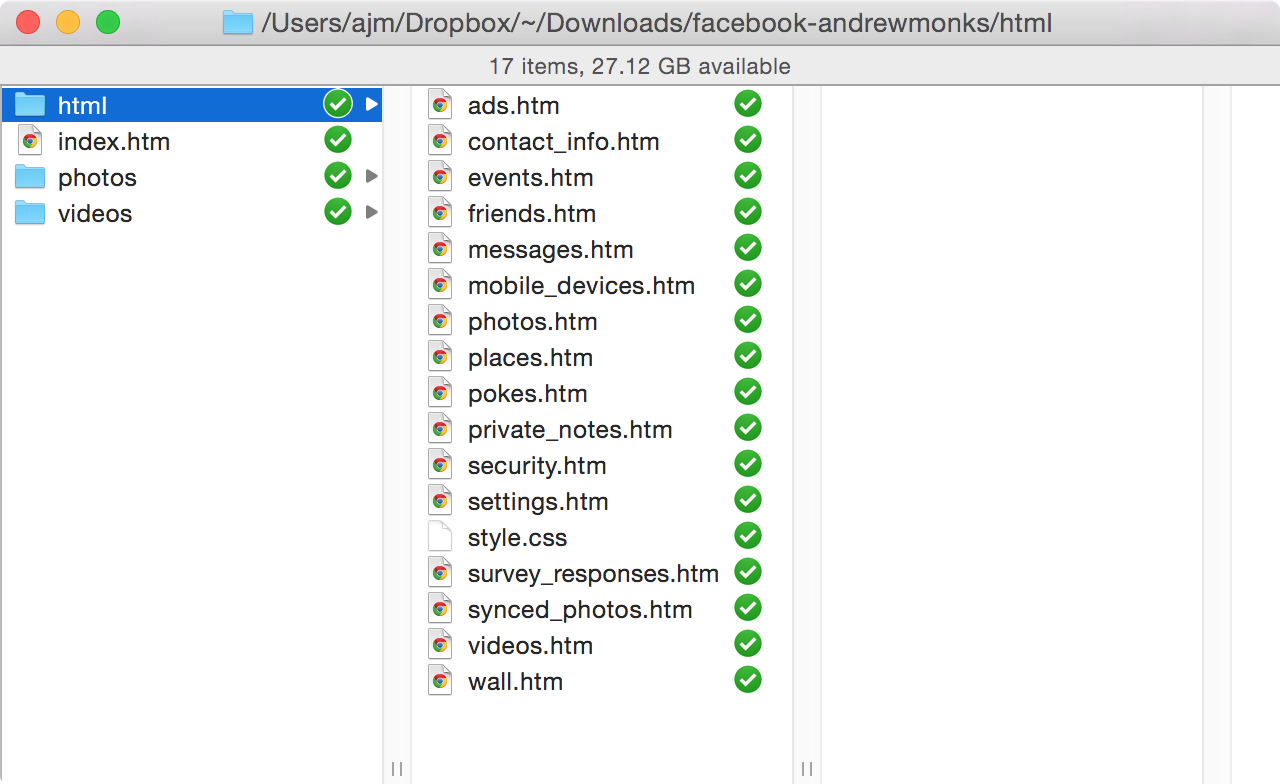 /Users/ajm/Dropbox/~/Downloads/facebook-andrewmonks/html
17 items, 27.12 GB available
html
index.htm
photos
videos
ads.htm
contact_info.htm
events.htm
friends.htm
messages.htm
mobile_devices.htm
photos.htm
places.htm
pokes.htm
private_notes.htm
security.htm
settings.htm
style.css
survey_responses.htm
synced_photos.htm
videos.htm
wall.htm